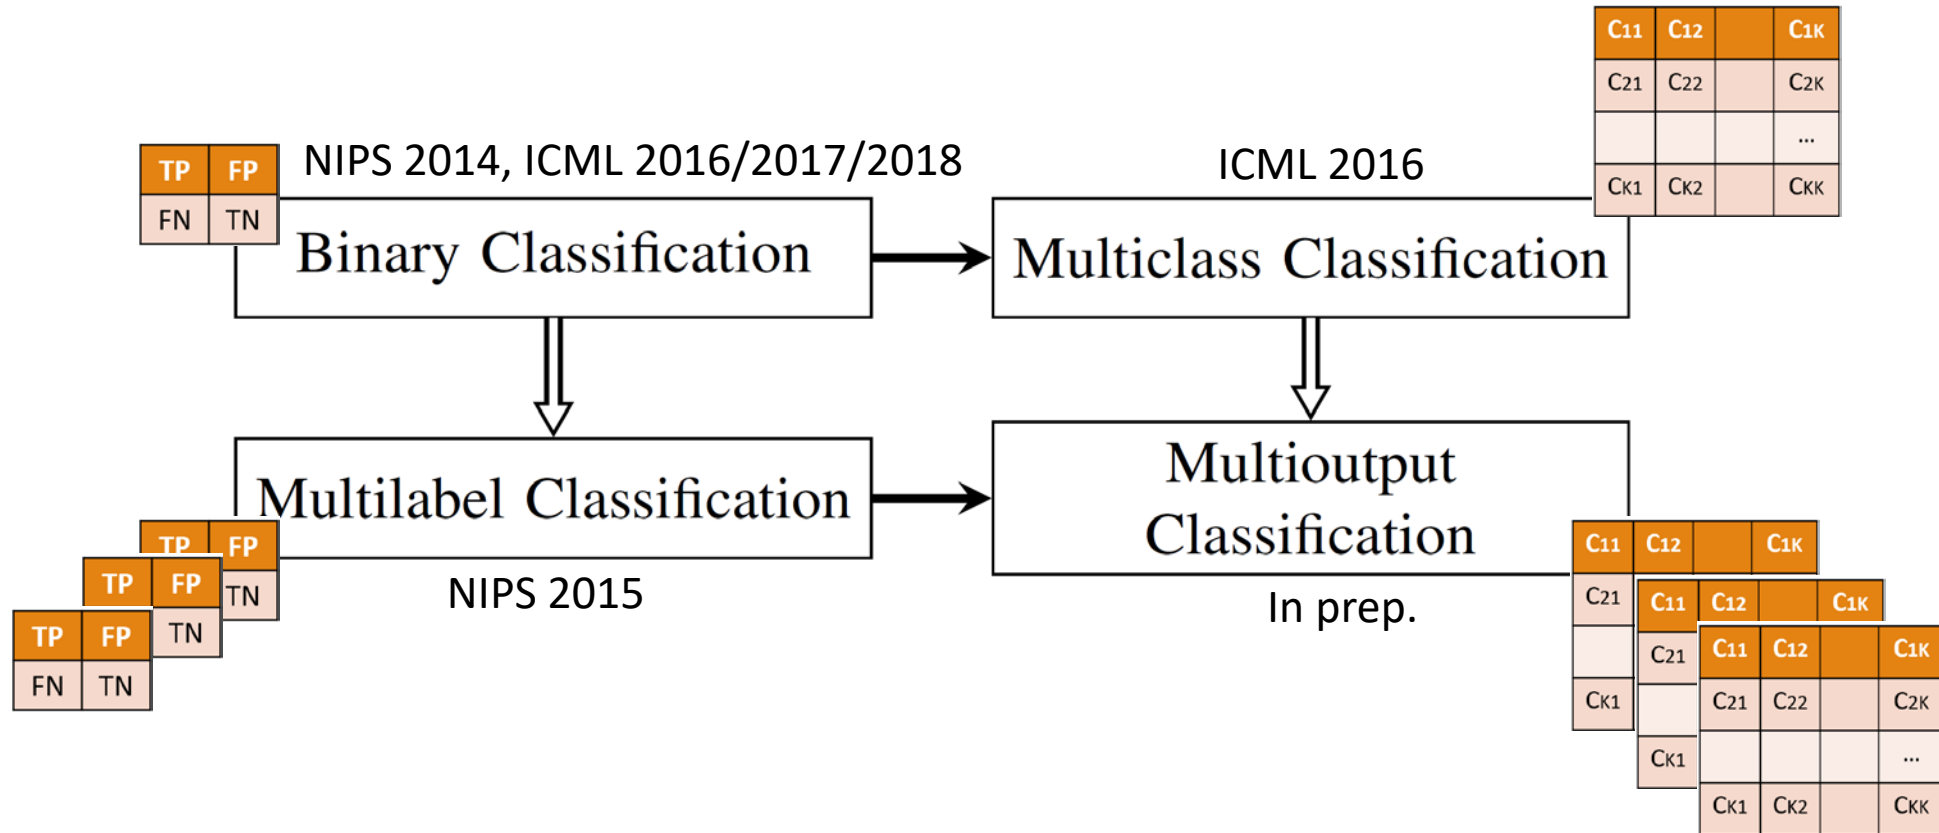 C11 C12 C1K
C21 C22 C2K
...
CK1 CK2 CKK
NIPS 2014, ICML 2016/2017/2018
ICML 2016
TP FP
FN TN
Binary Classification
Multiclass Classification
Multilabel Classification
Multioutput
Classification
NIPS 2015
In prep.
TP FP
TN
TP FP
TN
TP FP
FN TN
C11 C12 C1K
C21
CK1
C11 C12 C1K
C21
CK1
C11 C12 C1K
C21 C22 C2K
...
CK1 CK2 CKK